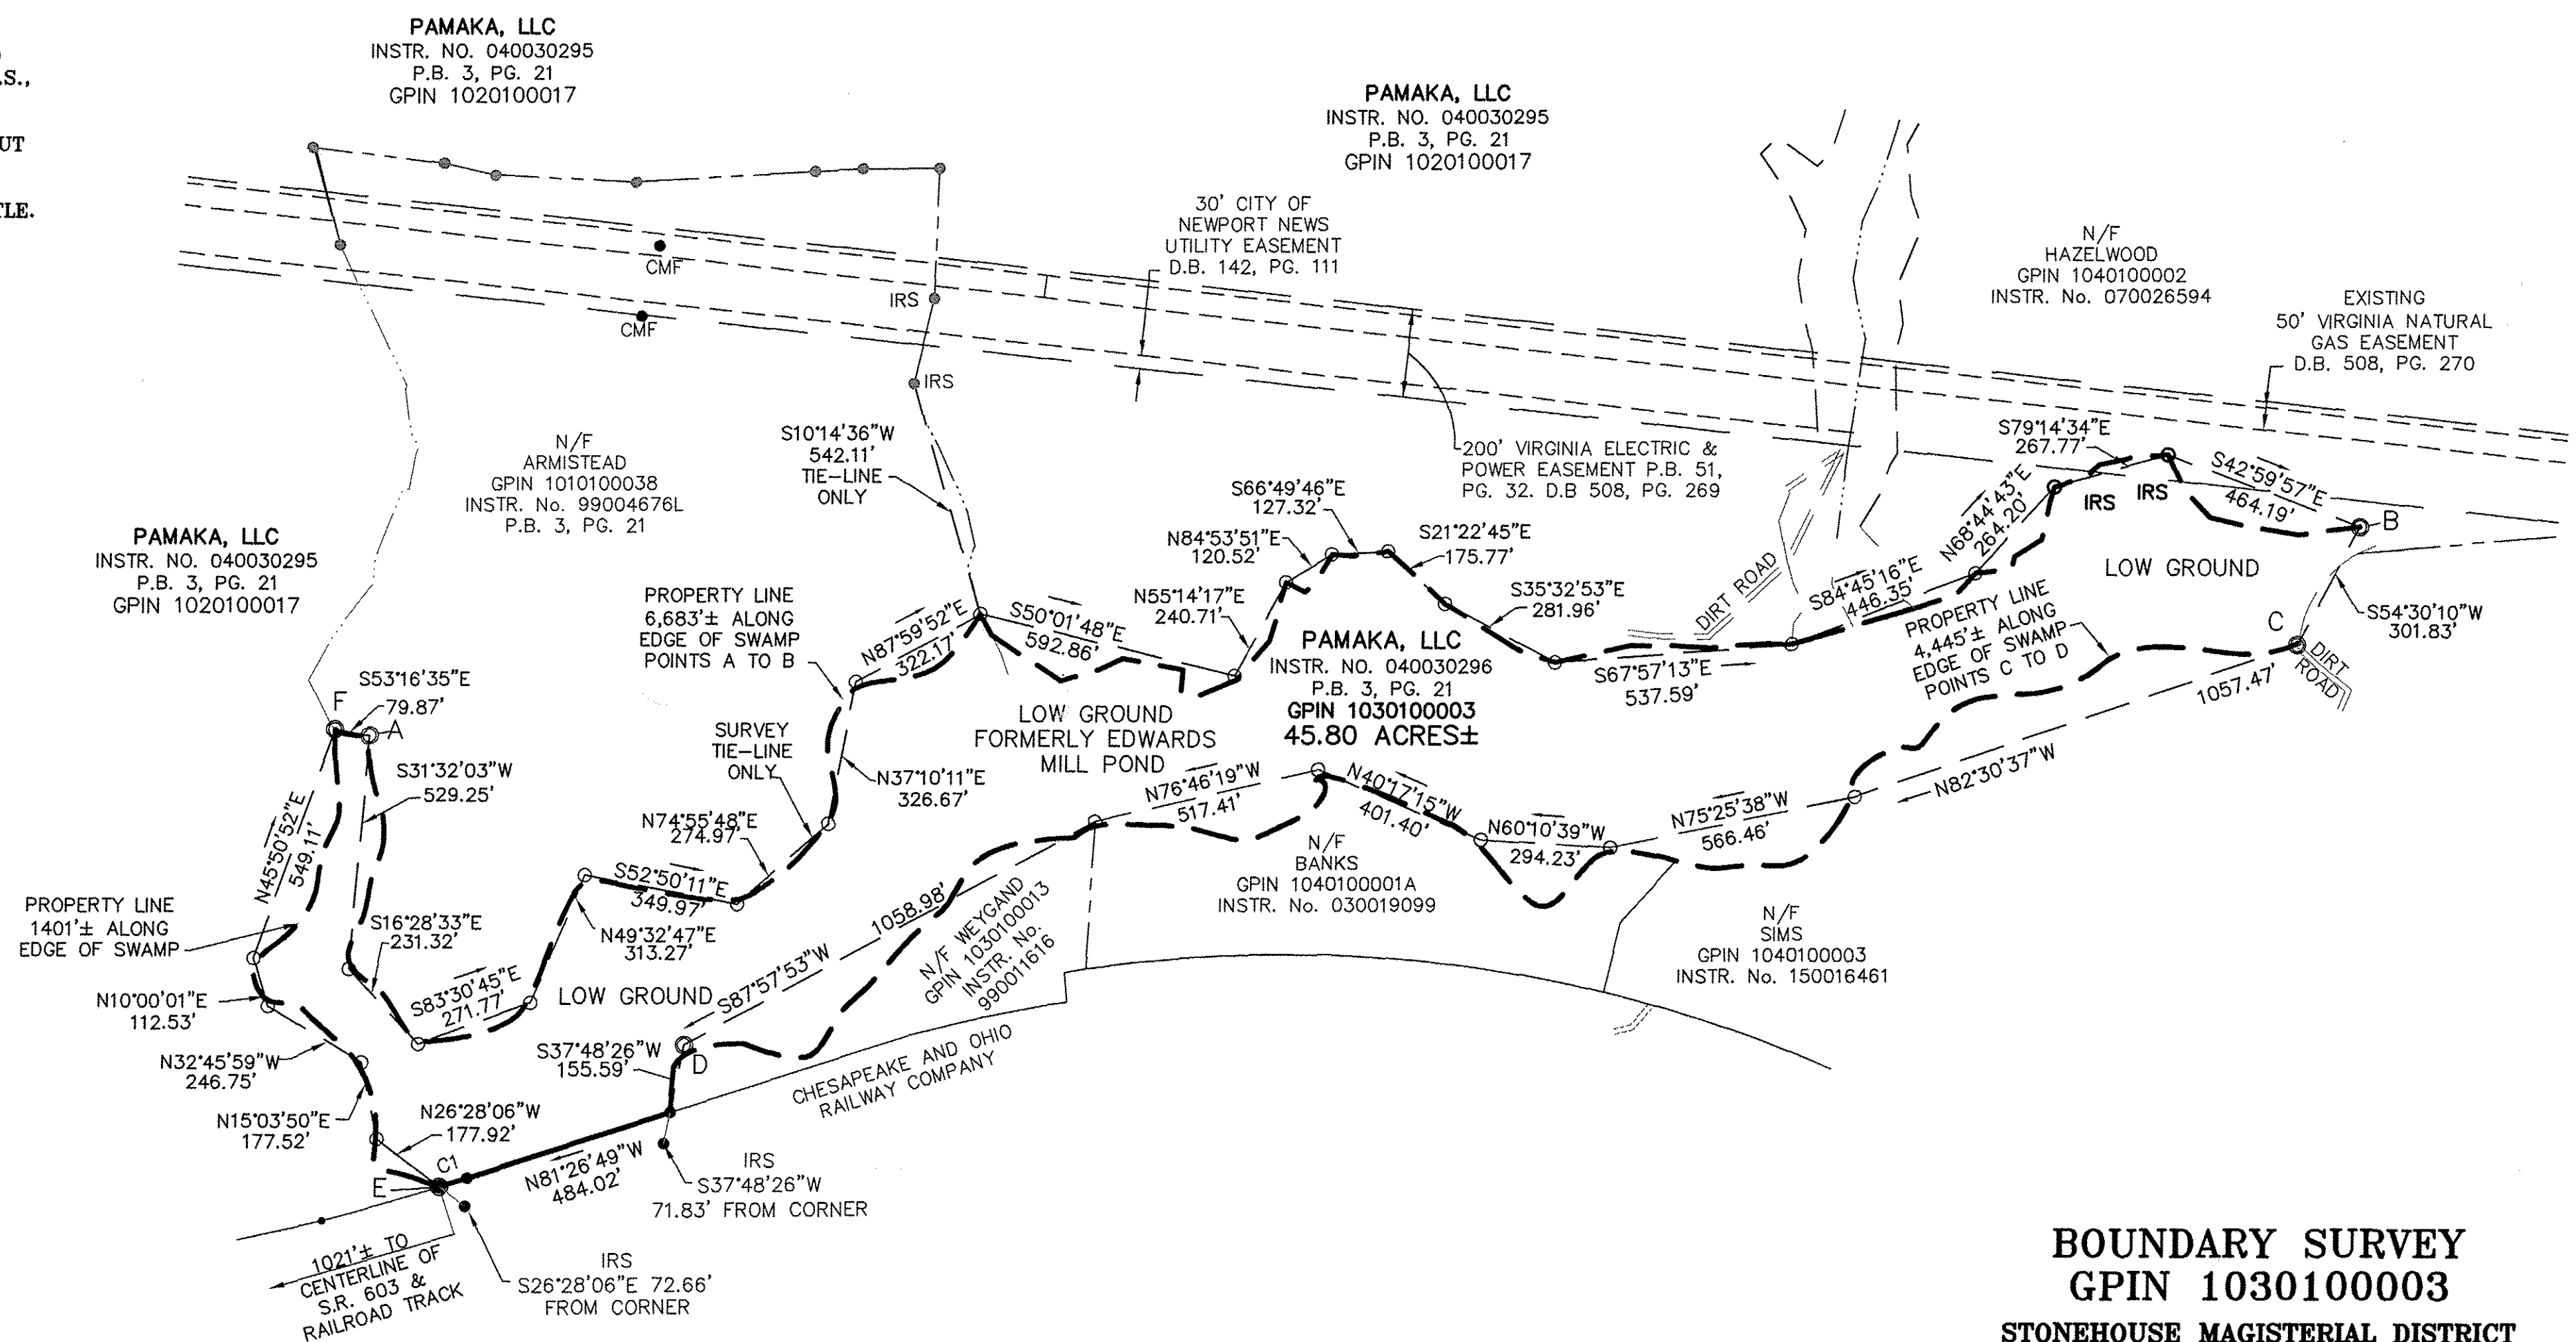 .S.,
UT
TLE.
PAMAKA, LLC
INSTR. NO. 040030295
P.B. 3, PG. 21
GPIN 1020100017
PAMAKA, LLC
INSTR. NO. 040030295
P.B. 3, PG. 21
GPIN 1020100017
30' CITY OF
NEWPORT NEWS
UTILITY EASEMENT
D.B. 142, PG. 111
N/F
HAZELWOOD
GPIN 1040100002
INSTR. No. 070026594
EXISTING
50' VIRGINIA NATURAL
GAS EASEMENT
D.B. 508, PG. 270
CMF
CMF
IRS
IRS
S10°14'36"W
542.11'
TIE-LINE
ONLY
N/F
ARMISTEAD
GPIN 1010100038
INSTR. No. 99004676L
P.B. 3, PG. 21
200' VIRGINIA ELECTRIC &
POWER EASEMENT P.B. 51,
PG. 32. D.B 508, PG. 269
S79°14'34"E
267.77'
IRS
IRS
S42°59'57"E
464.19'
B
N68°44'43"E
264.20'
LOW GROUND
S66°49'46"E
127.32'
N84°53'51"E
120.52'
S21°22'45"E
175.77'
PAMAKA, LLC
INSTR. NO. 040030295
P.B. 3, PG. 21
GPIN 1020100017
PROPERTY LINE
6,683'± ALONG
EDGE OF SWAMP
POINTS A TO B
N87°59'52"E
322.17'
S50°01'48"E
592.86'
N55°14'17"E
240.71'
S35°32'53"E
281.96'
DIRT ROAD
S84°45'16"E
446.35'
PROPERTY LINE
4,445'± ALONG
EDGE OF SWAMP
POINTS C TO D
S54°30'10"W
301.83'
C
DIRT
ROAD
PAMAKA, LLC
INSTR. NO. 040030296
P.B. 3, PG. 21
GPIN 1030100003
45.80 ACRES±
S67°57'13"E
537.59'
1057.47'
N82°30'37"W
F
S53°16'35"E
79.87'
A
S31°32'03"W
529.25'
SURVEY
TIE-LINE
ONLY
LOW GROUND
FORMERLY EDWARDS
MILL POND
N37°10'11"E
326.67'
N76°46'19"W
517.41'
N40°17'15"W
401.40'
N60°10'39"W
294.23'
N75°25'38"W
566.46'
N45°50'52"E
549.11'
N74°55'48"E
274.97'
S52°50'11"E
349.97'
N49°32'47"E
313.27'
N/F
BANKS
GPIN 1040100001A
INSTR. No. 030019099
PROPERTY LINE
1401'± ALONG
EDGE OF SWAMP
S16°28'33"E
231.32'
1058.98'
S87°57'53"W
N/F WEYGAND
GPIN 1030100013
INSTR. No.
990011616
N/F
SIMS
GPIN 1040100003
INSTR. No. 150016461
N10°00'01"E
112.53'
S83°30'45"E
271.77'
LOW GROUND
N32°45'59"W
246.75'
S37°48'26"W
155.59'
D
CHESAPEAKE AND OHIO
RAILWAY COMPANY
N15°03'50"E
177.52'
N26°28'06"W
177.92'
C1
E
N81°26'49"W
484.02'
IRS
S37°48'26"W
71.83' FROM CORNER
1021'± TO
CENTERLINE OF
S.R. 603 &
RAILROAD TRACK
IRS
S26°28'06"E 72.66'
FROM CORNER
BOUNDARY SURVEY
GPIN 1030100003
STONEHOUSE MAGISTERIAL DISTRICT